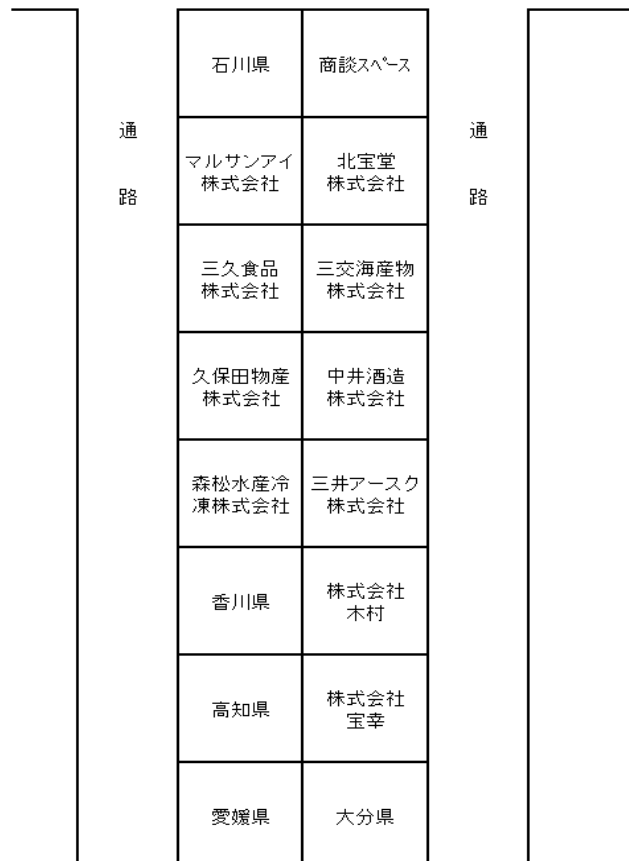 石川県
商談スペース
通
路
通
路
マルサンアイ
株式会社
北宝堂
株式会社
三久食品
株式会社
三交海産物
株式会社
久保田物産
株式会社
中井酒造
株式会社
森松水産冷
凍株式会社
三井アースク
株式会社
香川県
株式会社
木村
高知県
株式会社
宝幸
愛媛県
大分県